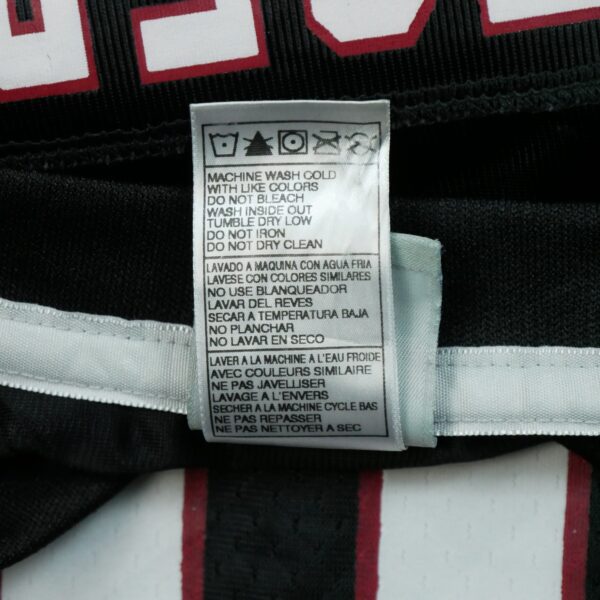 MACHINE WASH COLD
WITH LIKE COLORS
DO NOT BLEACH
WASH INSIDE OUT
TUMBLE DRY LOW
DO NOT IRON
DO NOT DRY CLEAN
LAVADO A MAQUINA CON AGUA FRIA
LAVESE CON COLORES SIMILARES
NO USE BLANQUEADOR
LAVAR DEL REVES
SECAR A TEMPERATURA BAJA
NO PLANCHAR
NO LAVAR EN SECO
LAVER A LA MACHINE A L'EAU FROIDE
AVEC COULEURS SIMILAIRE
NE PAS JAVELLISER
LAVAGE A L'ENVERS
SECHER A LA MACHINE CYCLE BAS
NE PAS REPASSER
NE PAS NETTOYER A SEC